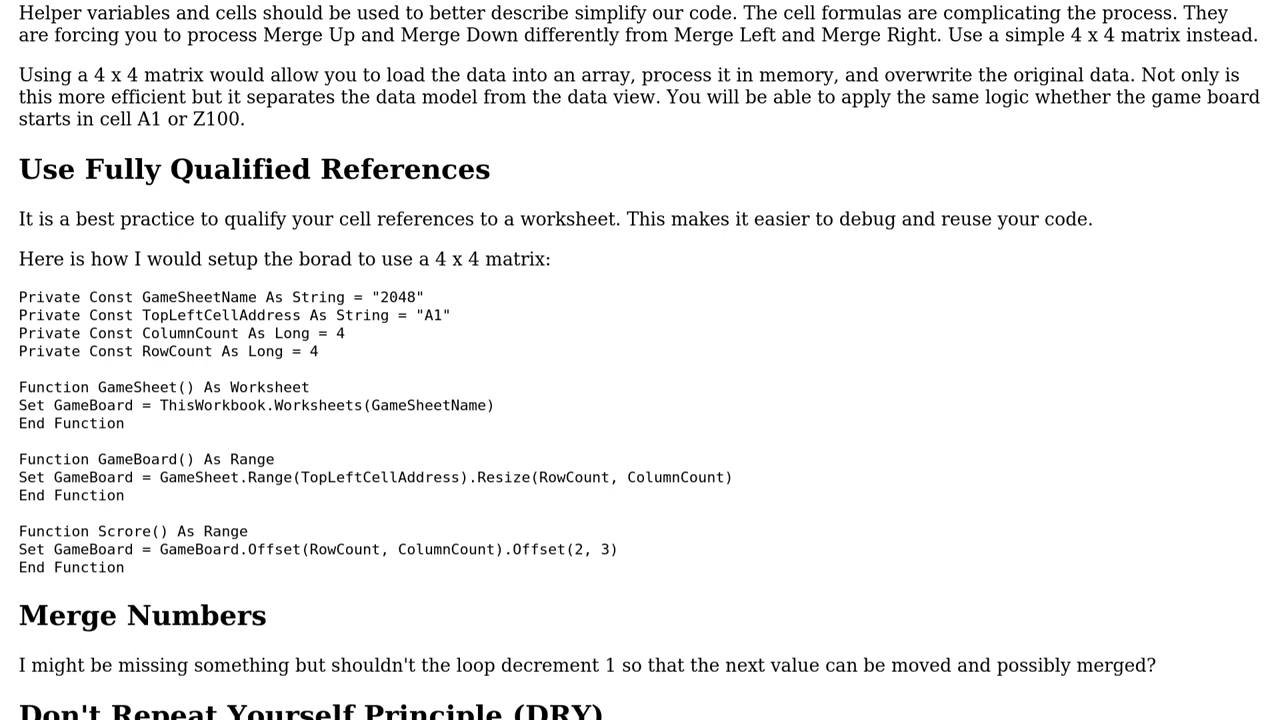 Helper variables and cells should be used to better describe simplify our code. The cell formulas are complicating the process. They
are forcing you to process Merge Up and Merge Down differently from Merge Left and Merge Right. Use a simple 4 x 4 matrix instead.
Using a 4 x 4 matrix would allow you to load the data into an array, process it in memory, and overwrite the original data. Not only is
this more efficient but it separates the data model from the data view. You will be able to apply the same logic whether the game board
starts in cell A1 or Z100.
Use Fully Qualified References
It is a best practice to qualify your cell references to a worksheet. This makes it easier to debug and reuse your code.
Here is how I would setup the borad to use a 4 x 4 matrix:
Private Const GameSheetName As String = "2048"
Private Const TopLeftCellAddress As String = "A1"
Private Const ColumnCount As Long = 4
Private Const RowCount As Long = 4
Function GameSheet() As Worksheet
Set GameBoard = ThisWorkbook.Worksheets(GameSheetName)
End Function
Function GameBoard() As Range
Set GameBoard = GameSheet.Range(TopLeftCellAddress).Resize(RowCount, ColumnCount)
End Function
Function Scrore() As Range
Set GameBoard = GameBoard.Offset(RowCount, ColumnCount).Offset(2, 3)
End Function
Merge Numbers
I might be missing something but shouldn't the loop decrement 1 so that the next value can be moved and possibly merged?
Don't Repeat Yourself Principle (DRY)